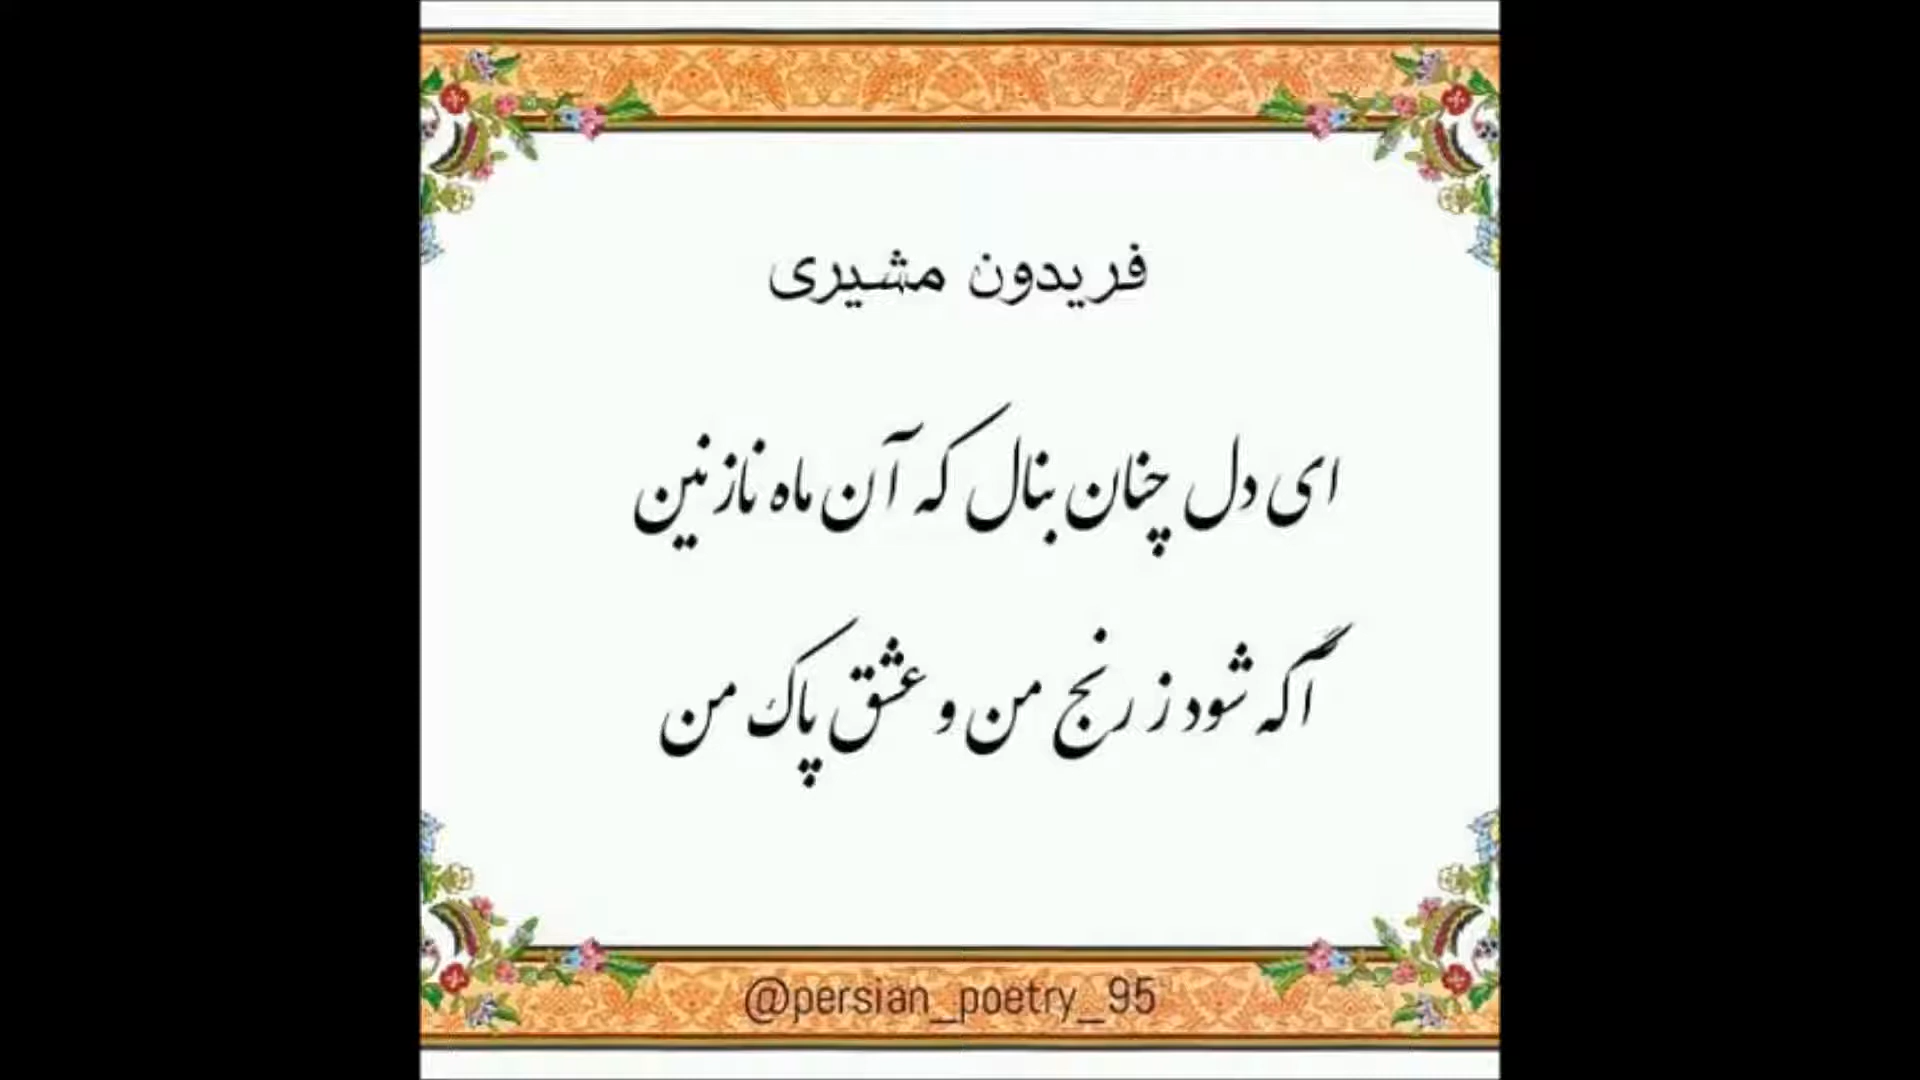 فریدون مشیری
ای دل چنان بنال که آن ماه نازنین
آگه شود ز رنج من و عشق پاک من
@persian_poetry_95